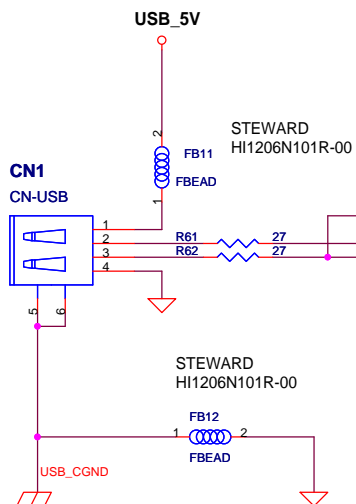 USB_5V
2
FB11
STEWARD
HI1206N101R-00
CN1
FBEAD
CN-USB
1
1
2
R61
27
3
R62
27
4
5
6
STEWARD
HI1206N101R-00
FB12
1
2
FBEAD
USB_CGND